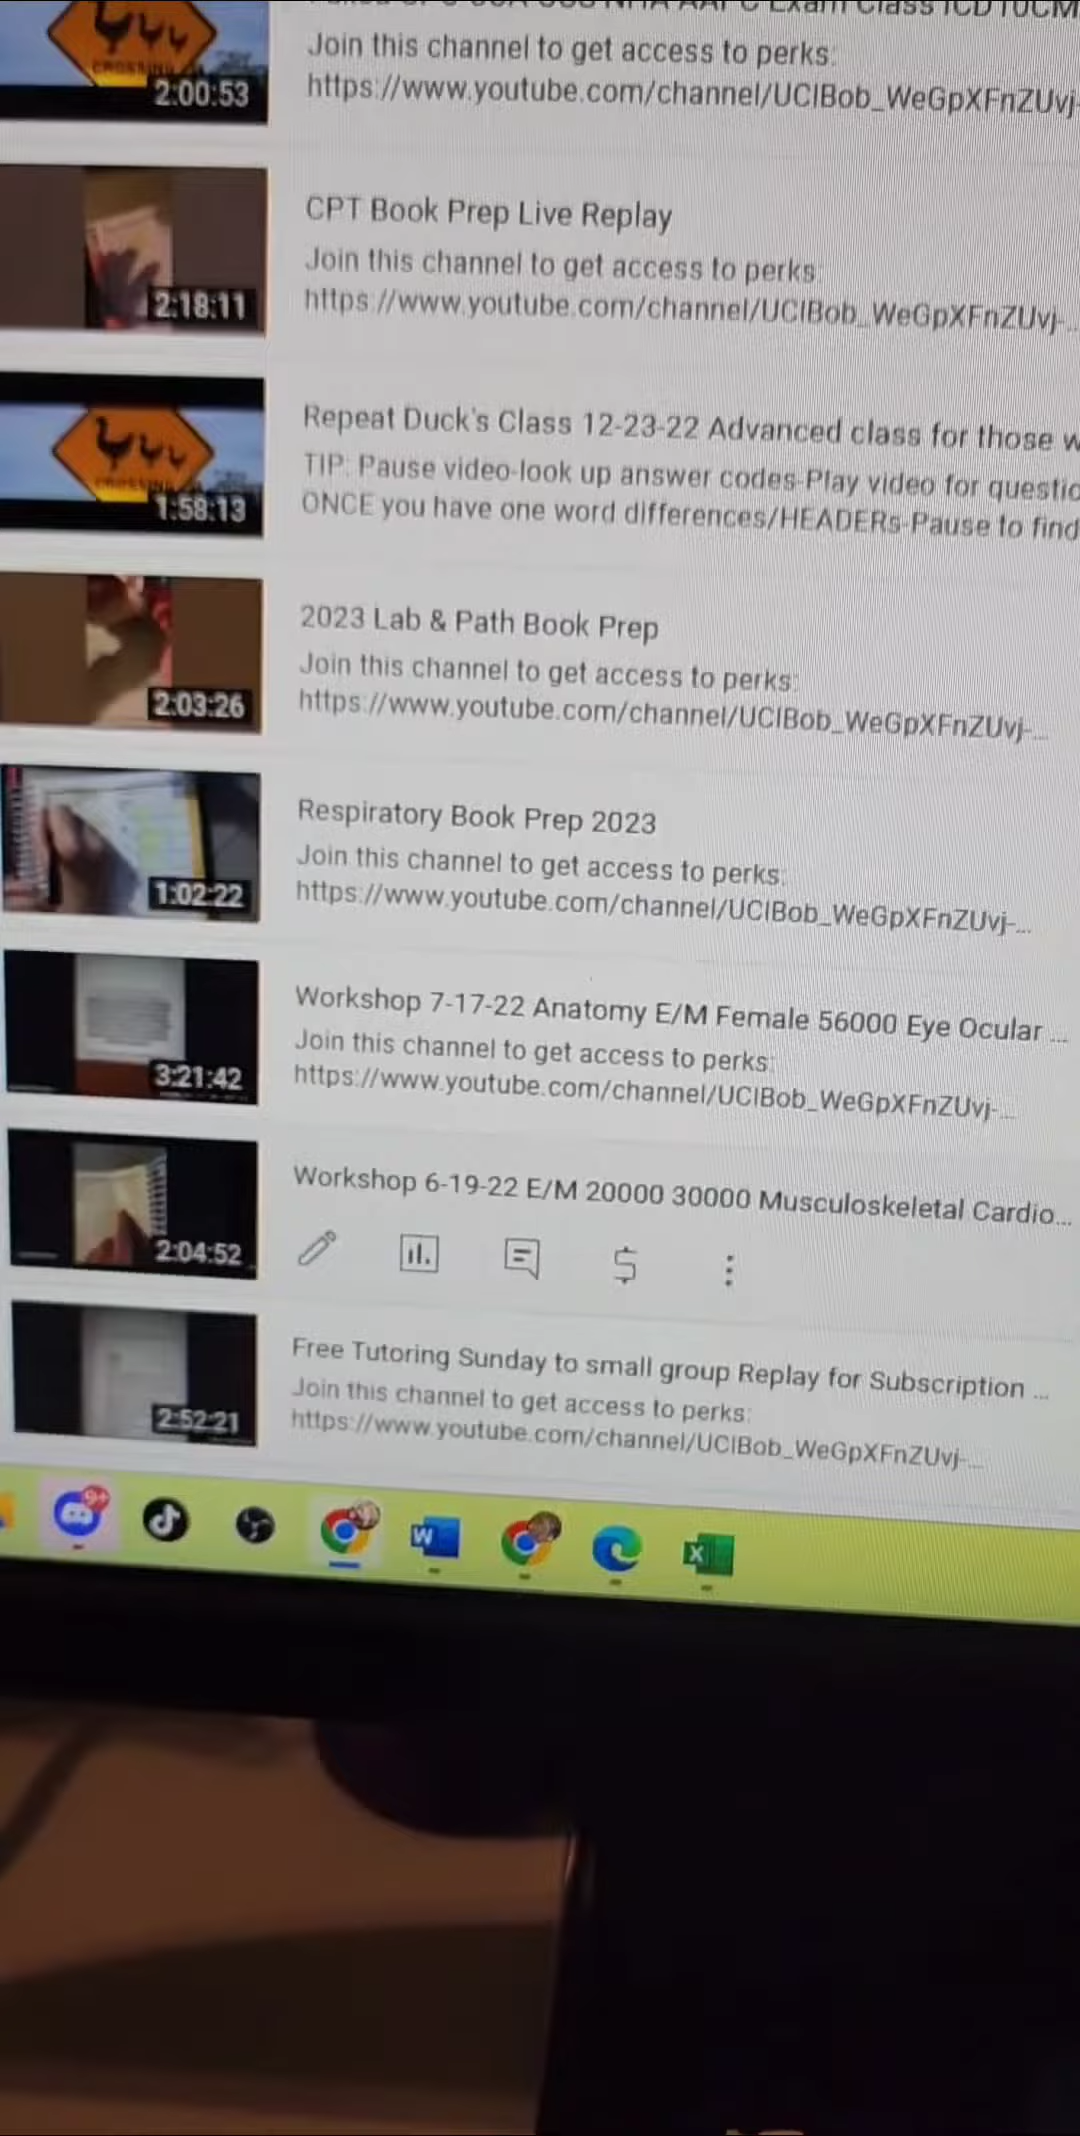 Exam Class ICD10CM
Join this channel to get access to perks:
https://www.youtube.com/channel/UCIBob_WeGpXFnZUvj-
CROSSING
2:00:53
CPT Book Prep Live Replay
Join this channel to get access to perks:
https://www.youtube.com/channel/UCIBob_WeGpXFnZUvj-...
2:18:11
Repeat Duck's Class 12-23-22 Advanced class for those w
TIP: Pause video-look up answer codes-Play video for questio
ONCE you have one word differences/HEADERs-Pause to find
CROSSING
1:58:13
2023 Lab & Path Book Prep
Join this channel to get access to perks:
https://www.youtube.com/channel/UCIBob_WeGpXFnZUvj-...
2:03:26
Respiratory Book Prep 2023
Join this channel to get access to perks:
https://www.youtube.com/channel/UCIBob_WeGpXFnZUvj-...
1:02:22
Workshop 7-17-22 Anatomy E/M Female 56000 Eye Ocular ...
Join this channel to get access to perks:
https://www.youtube.com/channel/UCIBob_WeGpXFnZUvj-...
3:21:42
Workshop 6-19-22 E/M 20000 30000 Musculoskeletal Cardio...
2:04:52
Free Tutoring Sunday to small group Replay for Subscription ...
Join this channel to get access to perks:
https://www.youtube.com/channel/UCIBob_WeGpXFnZUvj-...
2:52:21
9+
W
X